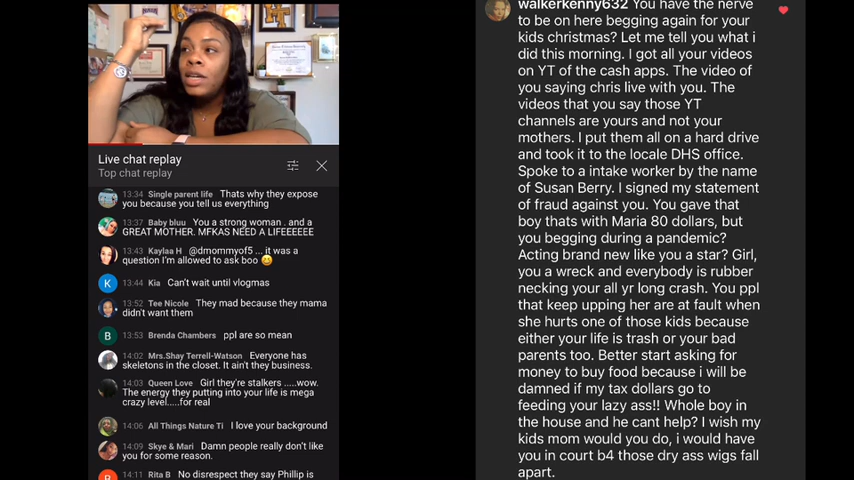 Live chat replay
Top chat replay
13:34 Single parent life Thats why they expose
you because you tell us everything
13:37 Baby bluu You a strong woman . and a
GREAT MOTHER. MFKAS NEED A LIFEEEEEE
13:43 Kaylaa H @dmommyof5 ... it was a
question I'm allowed to ask boo 😄
K 13:44 Kia Can't wait until vlogmas
13:52 Tee Nicole They mad because they mama
didn't want them
B 13:53 Brenda Chambers ppl are so mean
14:02 Mrs.Shay Terrell-Watson Everyone has
skeletons in the closet. It ain't they business.
14:03 Queen Love Girl they're stalkers .....wow.
The energy they putting into your life is mega
crazy level.....for real
14:06 All Things Nature Ti I love your background
14:09 Skye & Mari Damn people really don't like
you for some reason.
R 14:11 Rita B No disrespect they say Phillip is
walkerkenny632 You have the nerve
to be on here begging again for your
kids christmas? Let me tell you what i
did this morning. I got all your videos
on YT of the cash apps. The video of
you saying chris live with you. The
videos that you say those YT
channels are yours and not your
mothers. I put them all on a hard drive
and took it to the locale DHS office.
Spoke to a intake worker by the name
of Susan Berry. I signed my statement
of fraud against you. You gave that
boy thats with Maria 80 dollars, but
you begging during a pandemic?
Acting brand new like you a star? Girl,
you a wreck and everybody is rubber
necking your all yr long crash. You ppl
that keep upping her are at fault when
she hurts one of those kids because
either your life is trash or your bad
parents too. Better start asking for
money to buy food because i will be
damned if my tax dollars go to
feeding your lazy ass!! Whole boy in
the house and he cant help? I wish my
kids mom would you do, i would have
you in court b4 those dry ass wigs fall
apart.